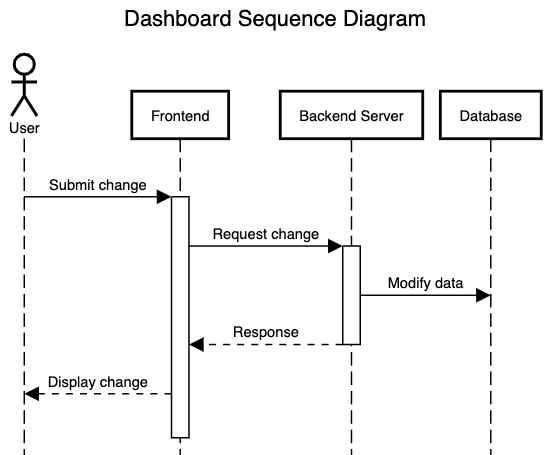 Dashboard Sequence Diagram
User
Frontend
Backend Server
Database
Submit change
Request change
Modify data
Response
Display change